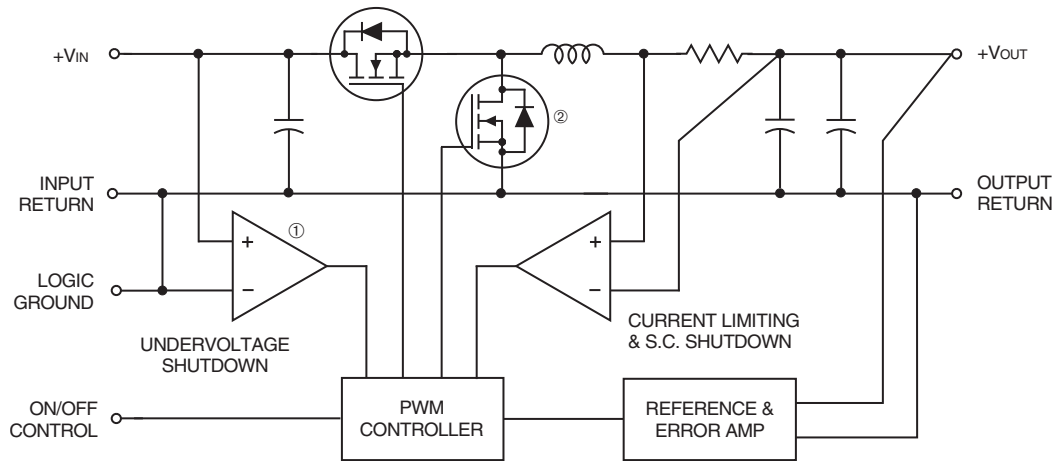 +VIN
+VOUT
②
INPUT
RETURN
OUTPUT
RETURN
①
+
−
+
−
LOGIC
GROUND
UNDERVOLTAGE
SHUTDOWN
CURRENT LIMITING
& S.C. SHUTDOWN
ON/OFF
CONTROL
PWM
CONTROLLER
REFERENCE &
ERROR AMP